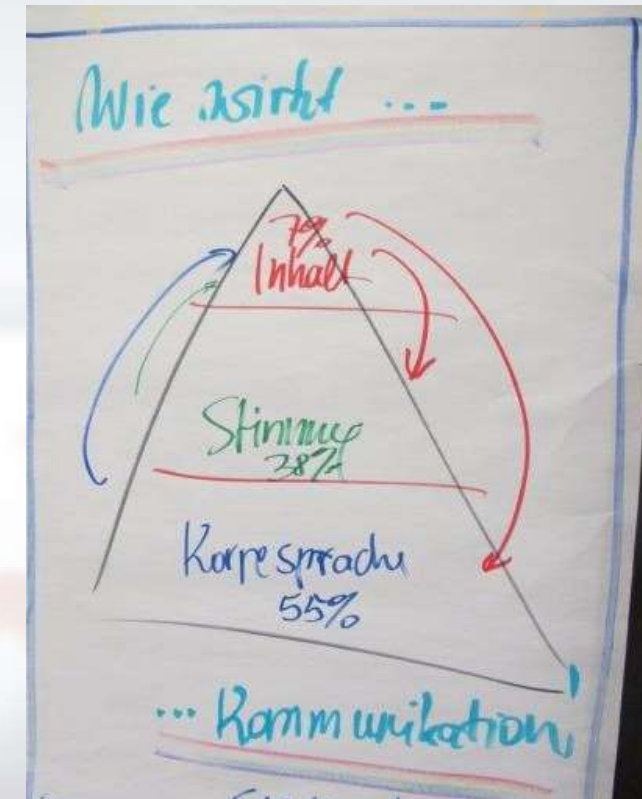 Wie wirkt ...
7%
Inhalt
Stimme
38%
Körpersprache
55%
... Kommunikation